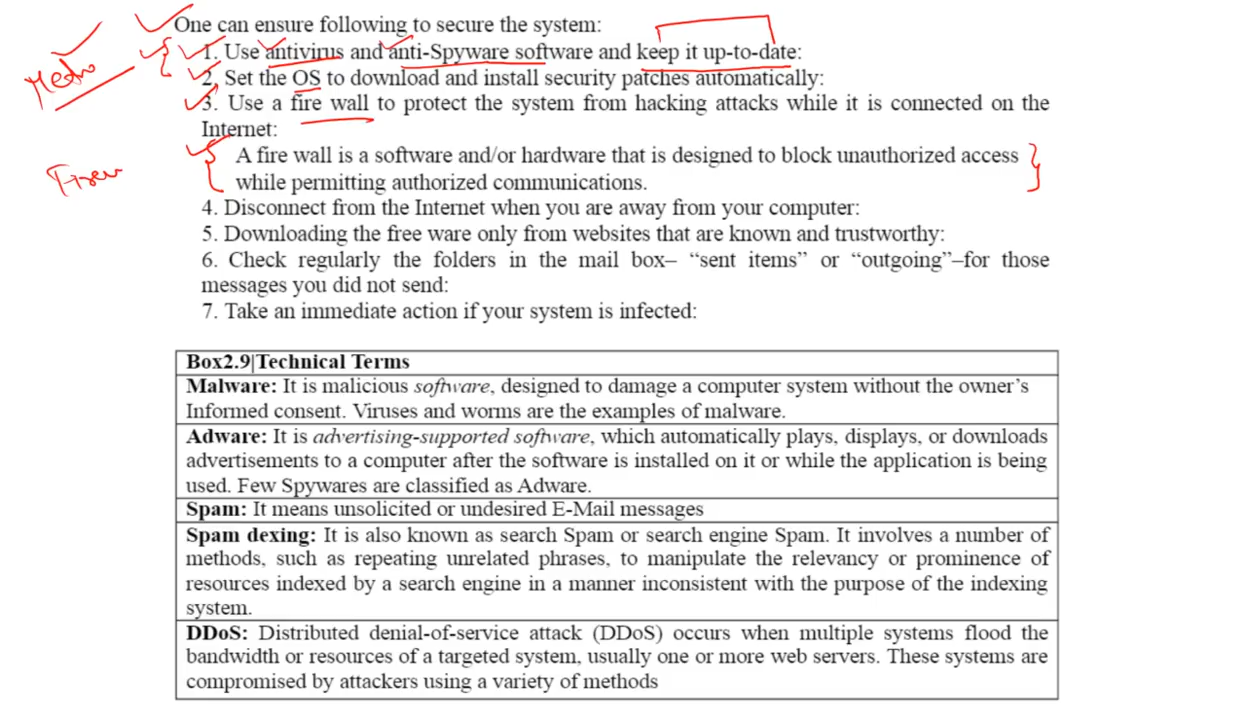 One can ensure following to secure the system:
1. Use antivirus and anti-Spyware software and keep it up-to-date:
2. Set the OS to download and install security patches automatically:
3. Use a fire wall to protect the system from hacking attacks while it is connected on the
Internet:
A fire wall is a software and/or hardware that is designed to block unauthorized access
while permitting authorized communications.
4. Disconnect from the Internet when you are away from your computer:
5. Downloading the free ware only from websites that are known and trustworthy:
6. Check regularly the folders in the mail box– “sent items” or “outgoing”–for those
messages you did not send:
7. Take an immediate action if your system is infected:
Box2.9|Technical Terms
Malware: It is malicious software, designed to damage a computer system without the owner’s
Informed consent. Viruses and worms are the examples of malware.
Adware: It is advertising-supported software, which automatically plays, displays, or downloads
advertisements to a computer after the software is installed on it or while the application is being
used. Few Spywares are classified as Adware.
Spam: It means unsolicited or undesired E-Mail messages
Spam dexing: It is also known as search Spam or search engine Spam. It involves a number of
methods, such as repeating unrelated phrases, to manipulate the relevancy or prominence of
resources indexed by a search engine in a manner inconsistent with the purpose of the indexing
system.
DDoS: Distributed denial-of-service attack (DDoS) occurs when multiple systems flood the
bandwidth or resources of a targeted system, usually one or more web servers. These systems are
compromised by attackers using a variety of methods